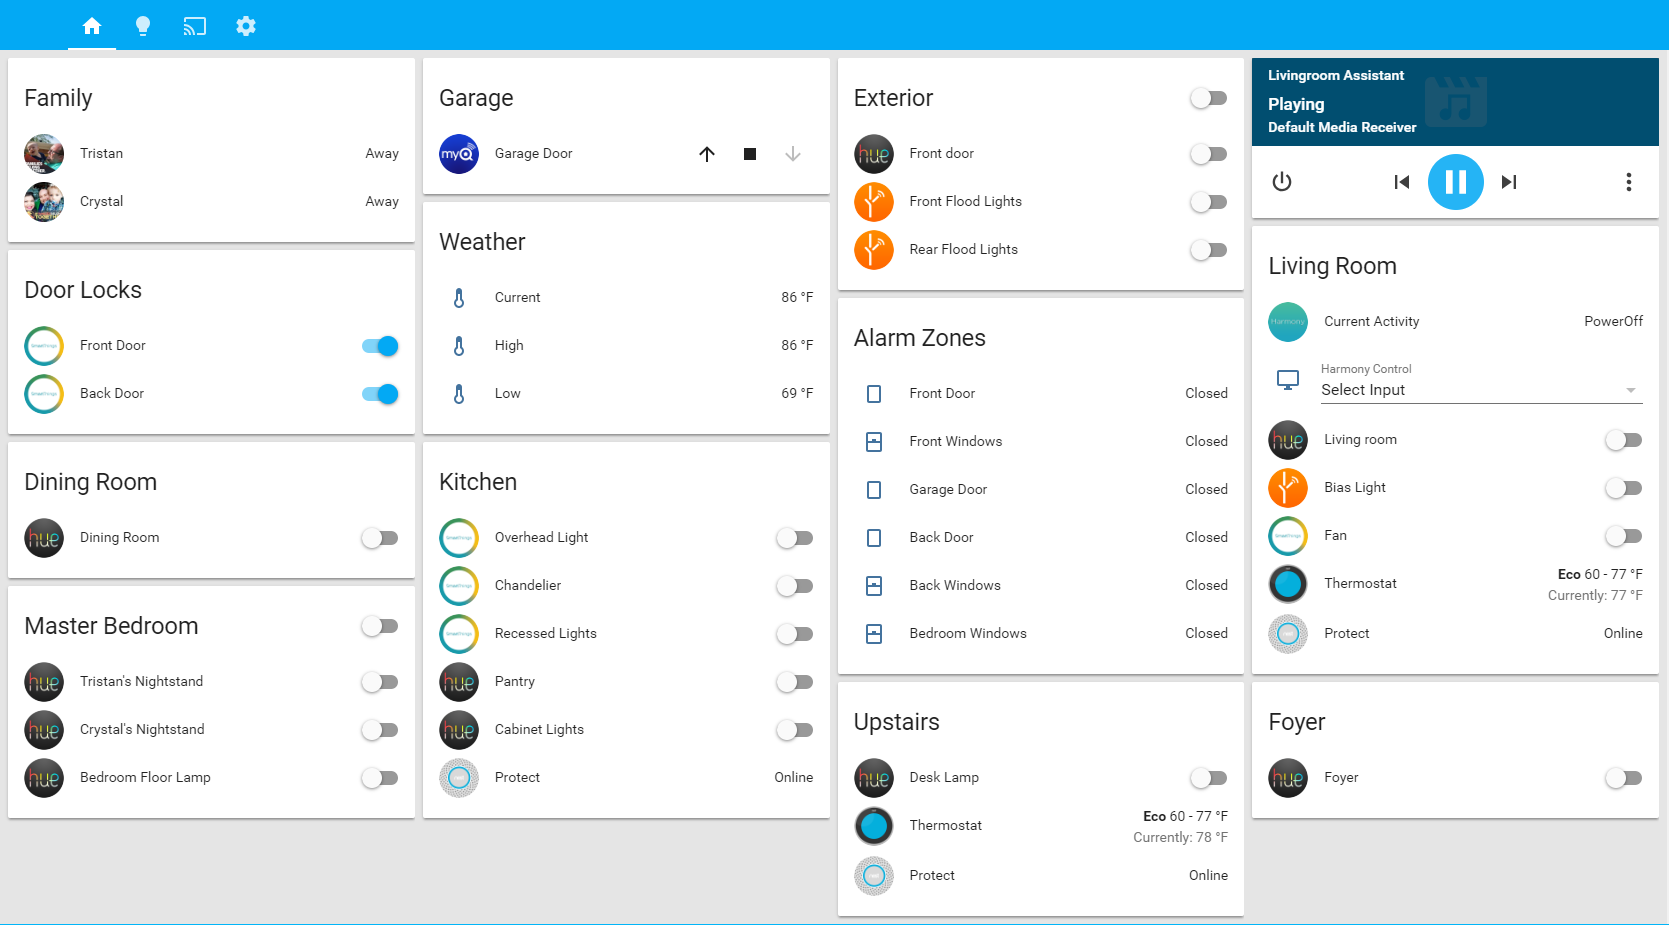 Family
Tristan
Away
Crystal
Away
Door Locks
Front Door
Back Door
Dining Room
hue
Dining Room
Master Bedroom
hue
Tristan's Nightstand
hue
Crystal's Nightstand
hue
Bedroom Floor Lamp
Garage
myQ
Garage Door
Weather
Current
86 °F
High
86 °F
Low
69 °F
Kitchen
Overhead Light
Chandelier
Recessed Lights
hue
Pantry
hue
Cabinet Lights
Protect
Online
Exterior
hue
Front door
Front Flood Lights
Rear Flood Lights
Alarm Zones
Front Door
Closed
Front Windows
Closed
Garage Door
Closed
Back Door
Closed
Back Windows
Closed
Bedroom Windows
Closed
Upstairs
hue
Desk Lamp
Thermostat
Eco 60 - 77 °F
Currently: 78 °F
Protect
Online
Livingroom Assistant
Playing
Default Media Receiver
Living Room
Harmony
Current Activity
PowerOff
Harmony Control
Select Input
hue
Living room
Bias Light
Fan
Thermostat
Eco 60 - 77 °F
Currently: 77 °F
Protect
Online
Foyer
hue
Foyer